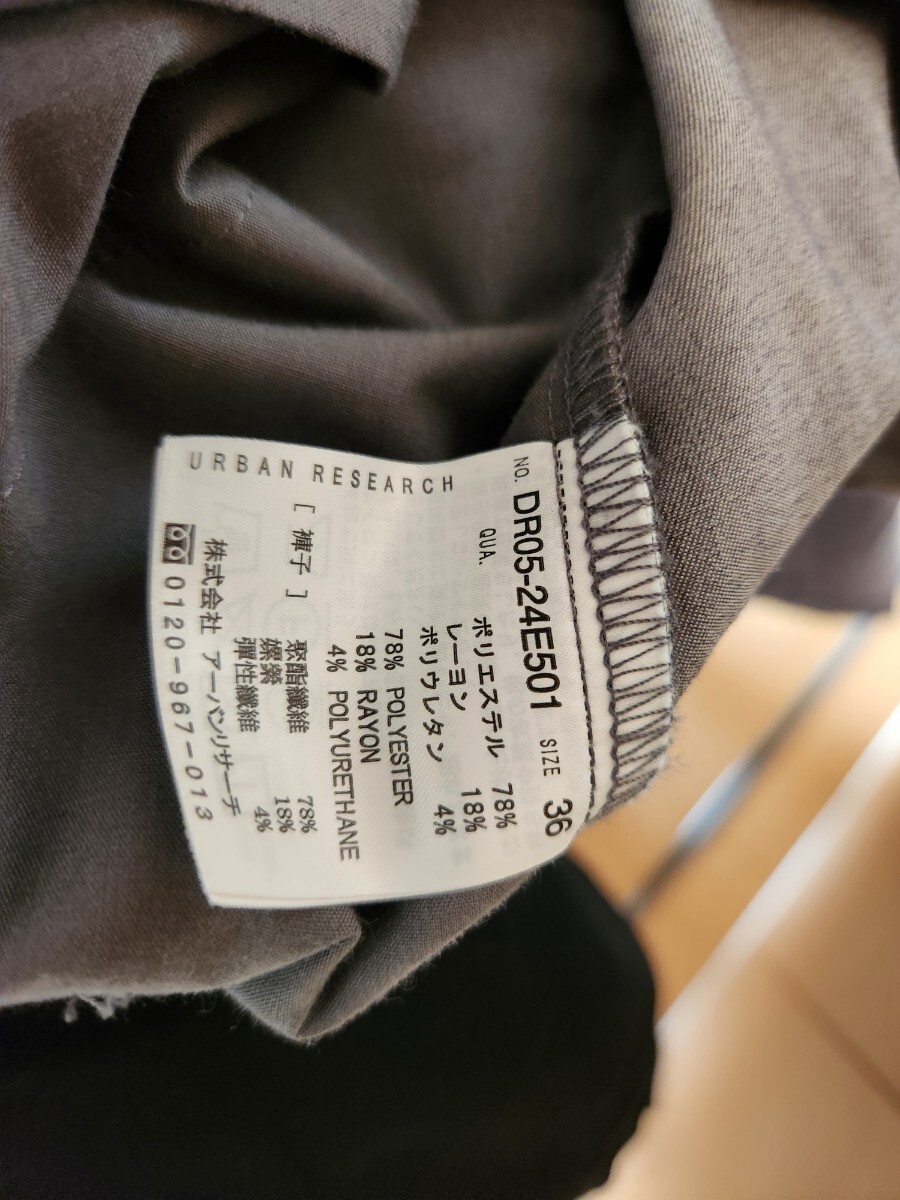 NO. DR05-24E501 SIZE 36
QUA.
ポリエステル 78%
レーヨン 18%
ポリウレタン 4%
78% POLYESTER
18% RAYON
4% POLYURETHANE
[ 褲子 ]
聚酯纖維 78%
嫘縈 18%
彈性纖維 4%
株式会社 アーバンリサーチ
0120-967-013
URBAN RESEARCH